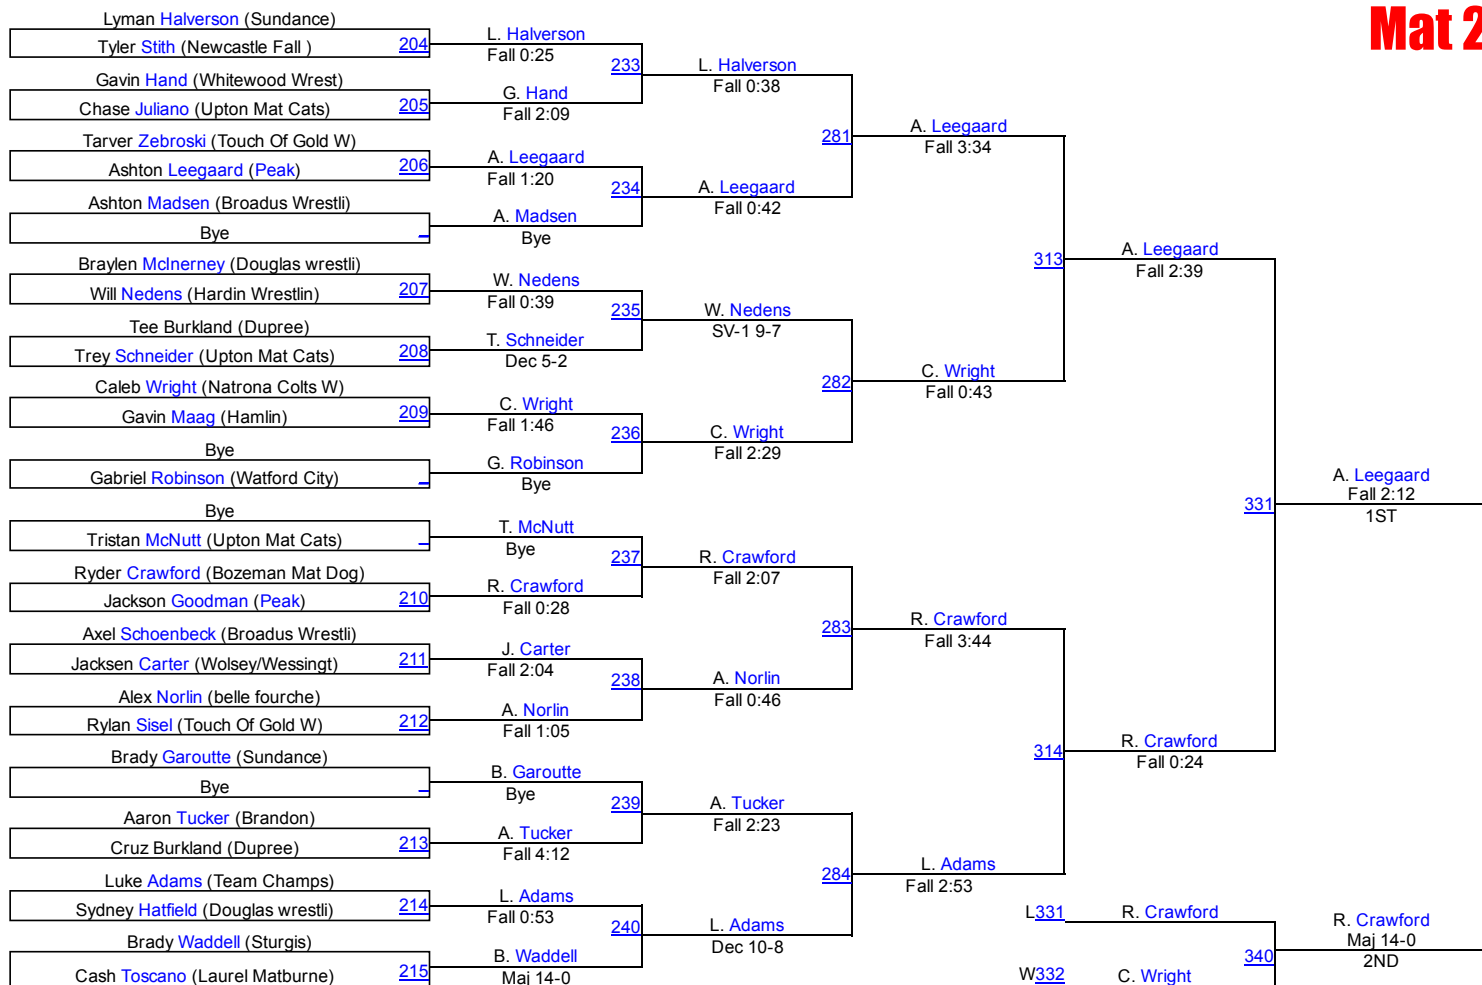 Mat 2
Lyman Halverson (Sundance)
Tyler Stith (Newcastle Fall )
204
Gavin Hand (Whitewood Wrest)
Chase Juliano (Upton Mat Cats)
205
Tarver Zebroski (Touch Of Gold W)
Ashton Leegaard (Peak)
206
Ashton Madsen (Broadus Wrestli)
Bye
Braylen McInerney (Douglas wrestli)
Will Nedens (Hardin Wrestlin)
207
Tee Burkland (Dupree)
Trey Schneider (Upton Mat Cats)
208
Caleb Wright (Natrona Colts W)
Gavin Maag (Hamlin)
209
Bye
Gabriel Robinson (Watford City)
Bye
Tristan McNutt (Upton Mat Cats)
Ryder Crawford (Bozeman Mat Dog)
Jackson Goodman (Peak)
210
Axel Schoenbeck (Broadus Wrestli)
Jacksen Carter (Wolsey/Wessingt)
211
Alex Norlin (belle fourche)
Rylan Sisel (Touch Of Gold W)
212
Brady Garoutte (Sundance)
Bye
Aaron Tucker (Brandon)
Cruz Burkland (Dupree)
213
Luke Adams (Team Champs)
Sydney Hatfield (Douglas wrestli)
214
Brady Waddell (Sturgis)
Cash Toscano (Laurel Matburne)
215
L. Halverson
Fall 0:25
233
G. Hand
Fall 2:09
A. Leegaard
Fall 1:20
234
A. Madsen
Bye
W. Nedens
Fall 0:39
235
T. Schneider
Dec 5-2
C. Wright
Fall 1:46
236
G. Robinson
Bye
T. McNutt
Bye
237
R. Crawford
Fall 0:28
J. Carter
Fall 2:04
238
A. Norlin
Fall 1:05
B. Garoutte
Bye
239
A. Tucker
Fall 4:12
L. Adams
Fall 0:53
240
B. Waddell
Maj 14-0
L. Halverson
Fall 0:38
281
A. Leegaard
Fall 0:42
W. Nedens
SV-1 9-7
282
C. Wright
Fall 2:29
R. Crawford
Fall 2:07
283
A. Norlin
Fall 0:46
A. Tucker
Fall 2:23
284
L. Adams
Dec 10-8
A. Leegaard
Fall 3:34
313
C. Wright
Fall 0:43
R. Crawford
Fall 3:44
314
L. Adams
Fall 2:53
A. Leegaard
Fall 2:39
331
R. Crawford
Fall 0:24
A. Leegaard
Fall 2:12
1ST
L331
R. Crawford
340
W332
C. Wright
R. Crawford
Maj 14-0
2ND